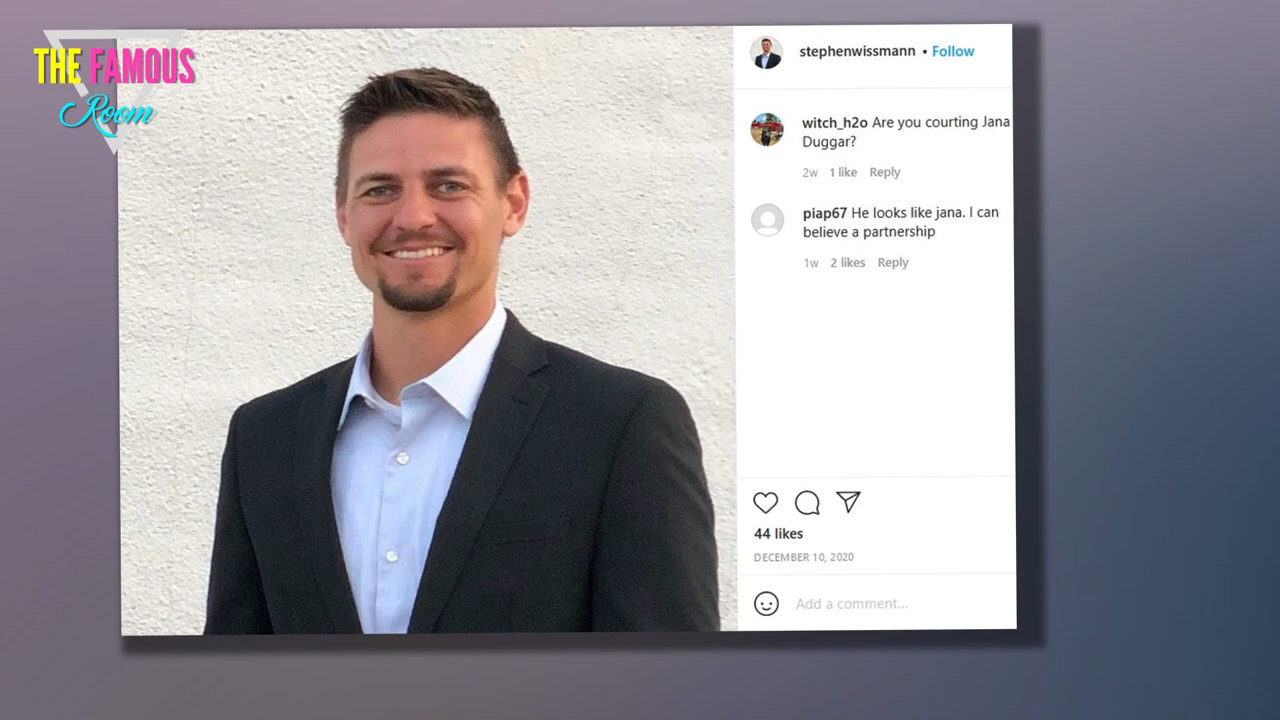 THE FAMOUS
Room
stephenwissmann • Follow
witch_h2o Are you courting Jana
Duggar?
2w 1 like Reply
piap67 He looks like jana. I can
believe a partnership
1w 2 likes Reply
44 likes
DECEMBER 10, 2020
Add a comment...